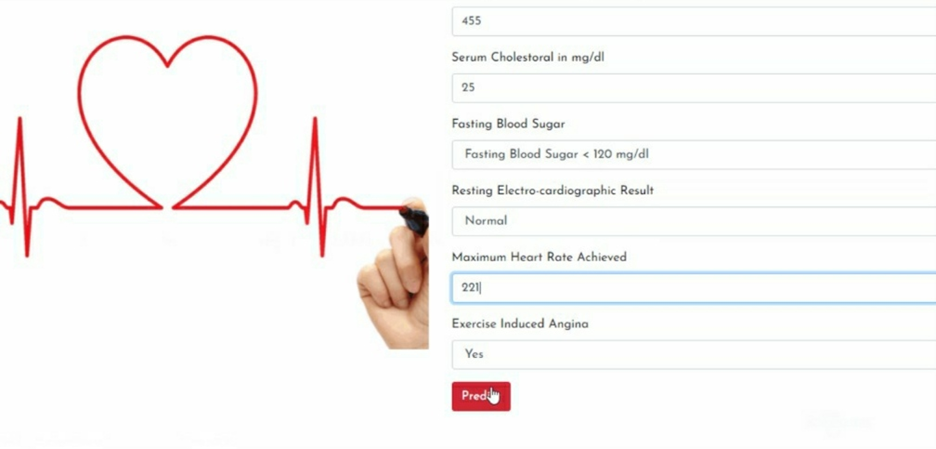 455
Serum Cholestoral in mg/dl
25
Fasting Blood Sugar
Fasting Blood Sugar < 120 mg/dl
Resting Electro-cardiographic Result
Normal
Maximum Heart Rate Achieved
221
Exercise Induced Angina
Yes